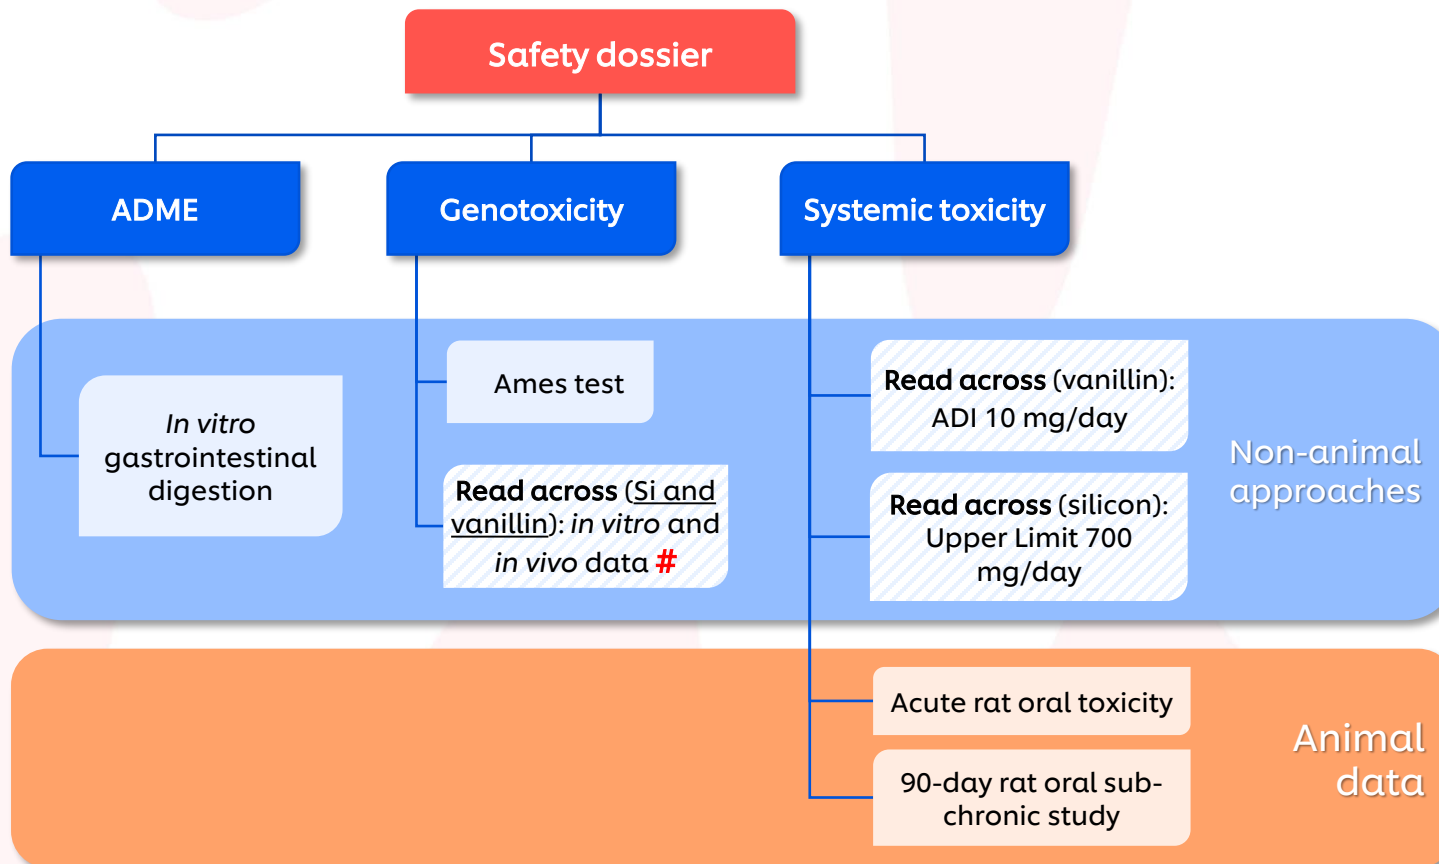 Safety dossier
ADME
Genotoxicity
Systemic toxicity
In vitro
gastrointestinal
digestion
Ames test
Read across (Si and
vanillin): in vitro and
in vivo data #
Read across (vanillin):
ADI 10 mg/day
Read across (silicon):
Upper Limit 700
mg/day
Non-animal
approaches
Acute rat oral toxicity
90-day rat oral sub-
chronic study
Animal
data